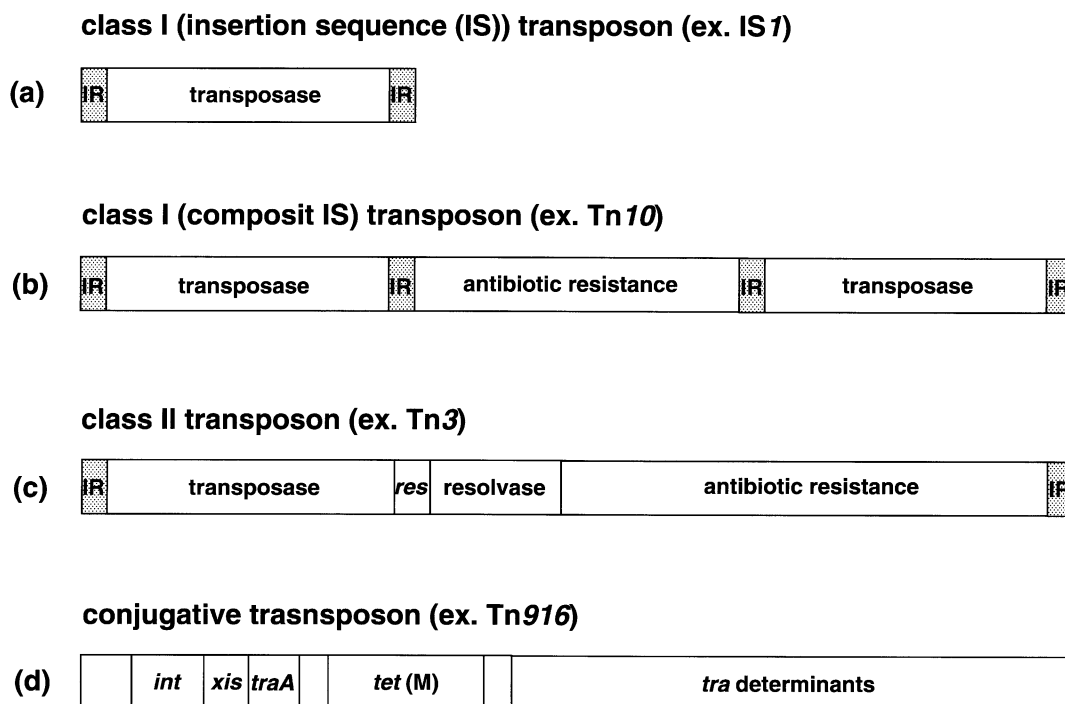 class I (insertion sequence (IS)) transposon (ex. IS1)
(a) IR transposase IR
class I (composit IS) transposon (ex. Tn10)
(b) IR transposase IR antibiotic resistance IR transposase IR
class II transposon (ex. Tn3)
(c) IR transposase res resolvase antibiotic resistance IR
conjugative trasnsposon (ex. Tn916)
(d) int xis traA tet (M) tra determinants